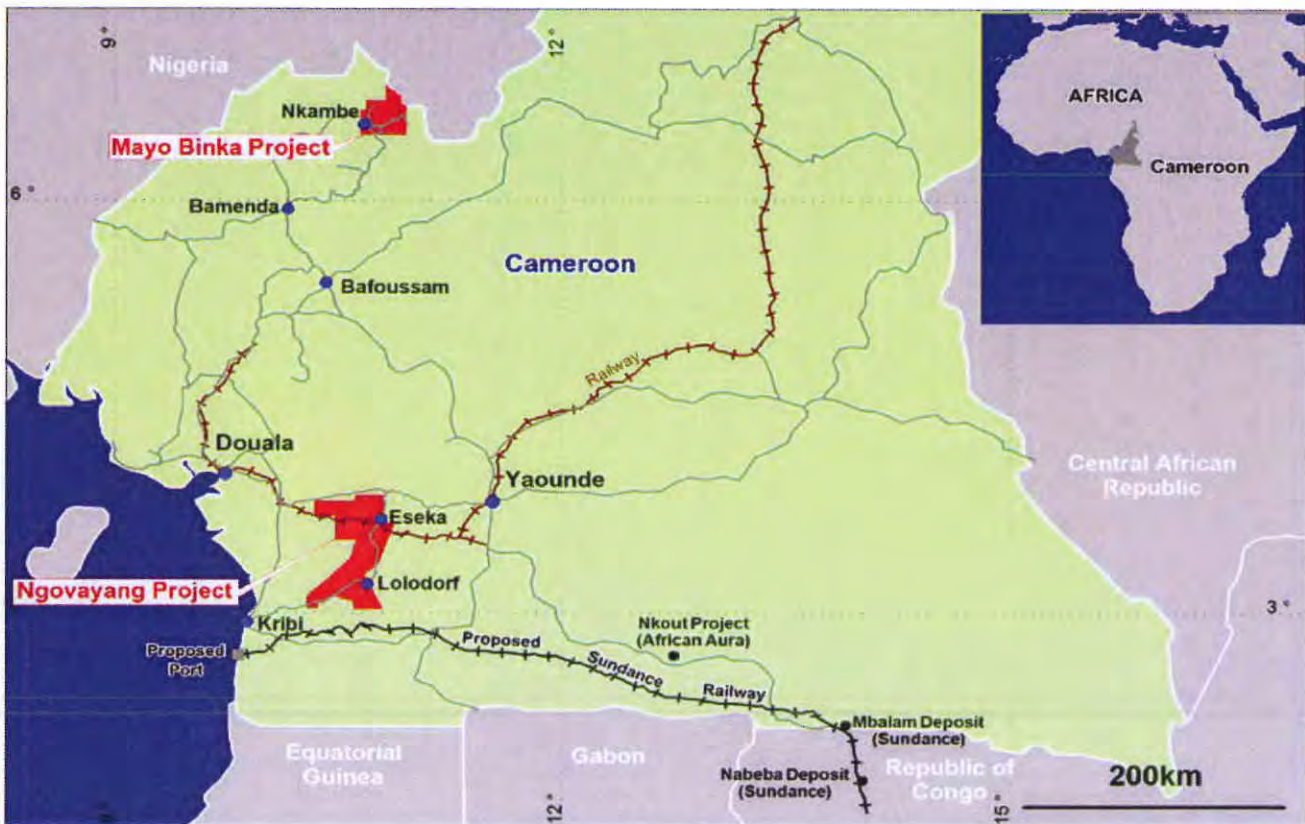 9°
12°
Nigeria
Nkambe
Mayo Binka Project
6°
Bamenda
Cameroon
Bafoussam
AFRICA
Cameroon
Railway
Douala
Yaounde
Central African
Republic
Eseka
Ngovayang Project
Lolodorf
Kribi
3°
Proposed
Port
Proposed
Sundance
Railway
Nkout Project
(African Aura)
Mbalam Deposit
(Sundance)
Equatorial
Guinea
Gabon
Nabeba Deposit
(Sundance)
Republic of
Congo
200km
12°
15°